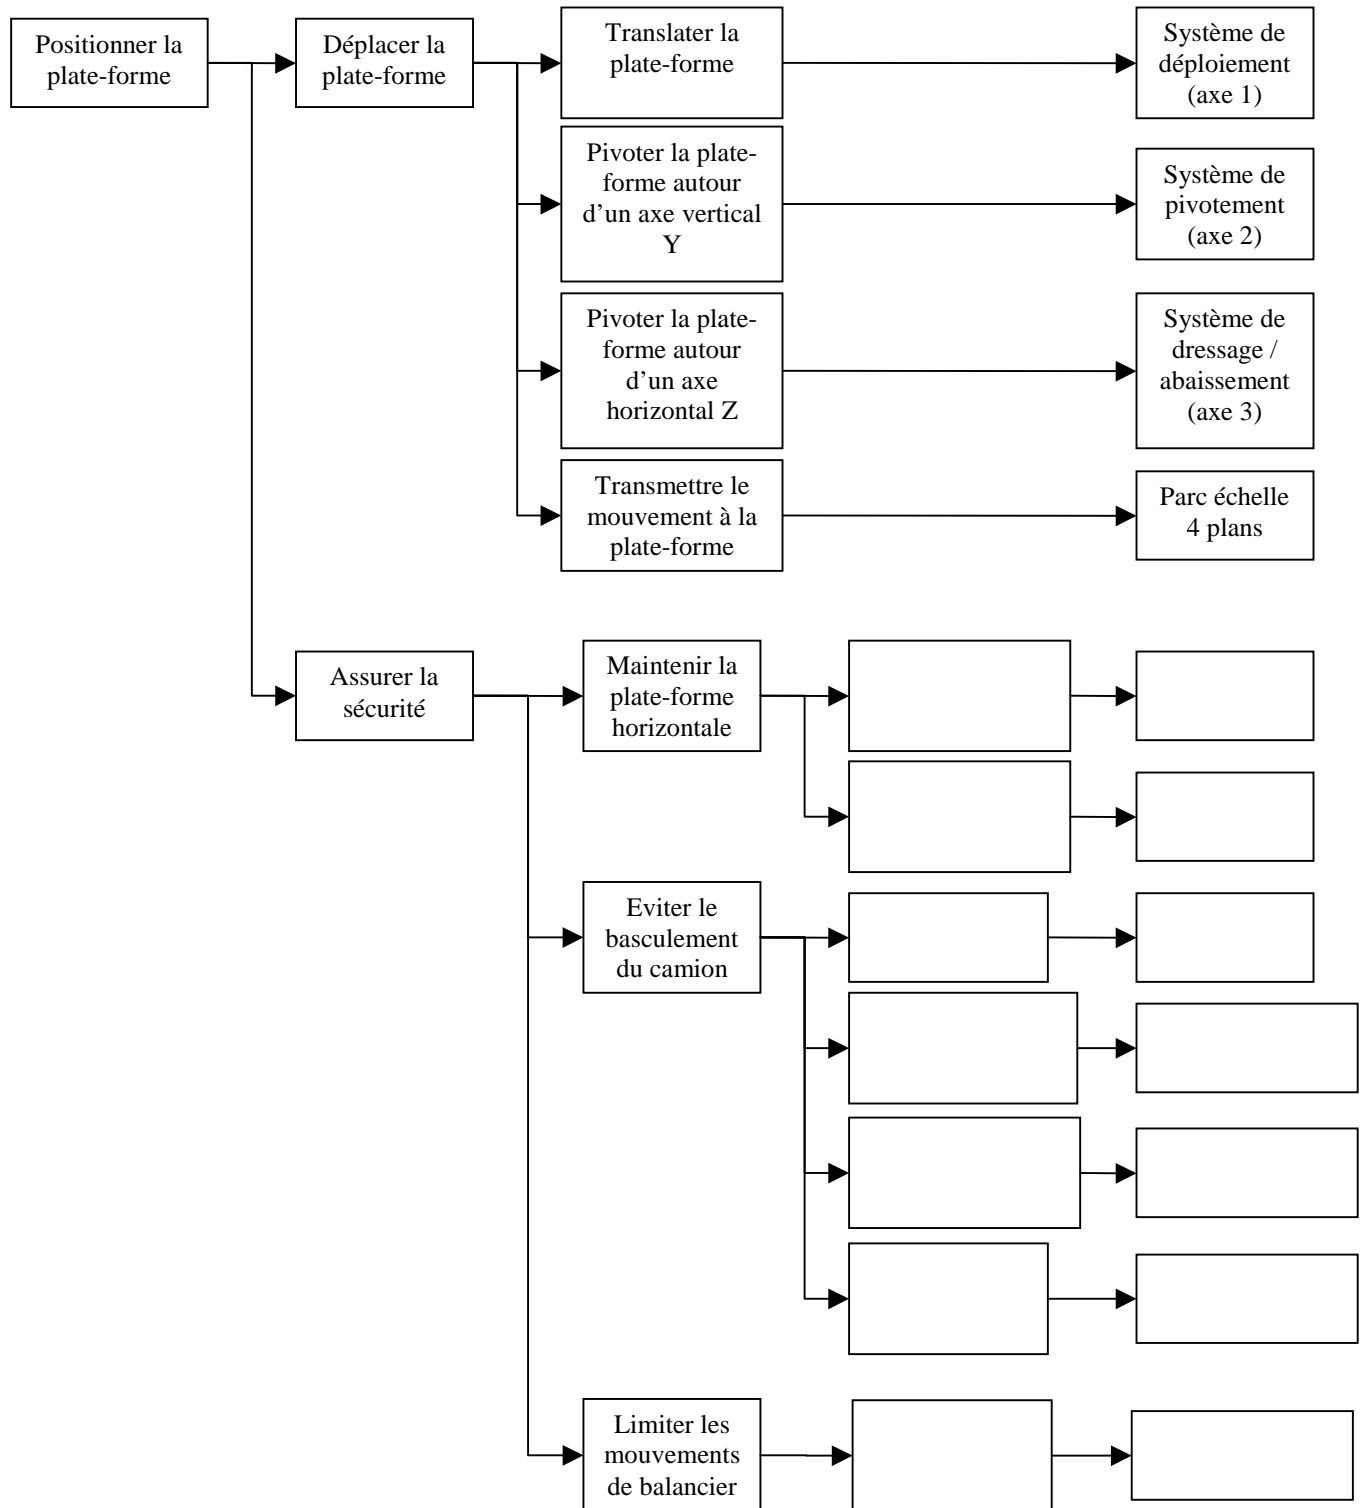 Positionner la
plate-forme
Déplacer la
plate-forme
Translater la
plate-forme
Système de
déploiement
(axe 1)
Pivoter la plate-
forme autour
d’un axe vertical
Y
Système de
pivotement
(axe 2)
Pivoter la plate-
forme autour
d’un axe
horizontal Z
Système de
dressage /
abaissement
(axe 3)
Transmettre le
mouvement à la
plate-forme
Parc échelle
4 plans
Assurer la
sécurité
Maintenir la
plate-forme
horizontale
Eviter le
basculement
du camion
Limiter les
mouvements
de balancier